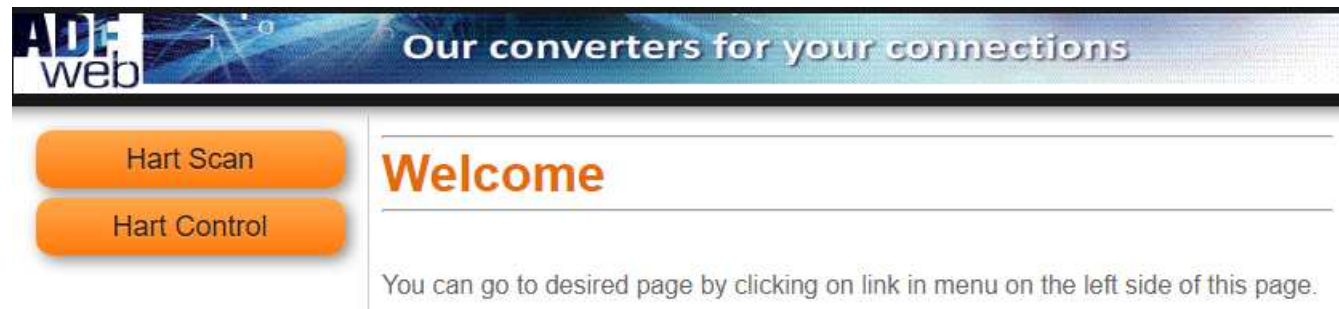 ADF
web
Our converters for your connections
Hart Scan
Hart Control
Welcome
You can go to desired page by clicking on link in menu on the left side of this page.